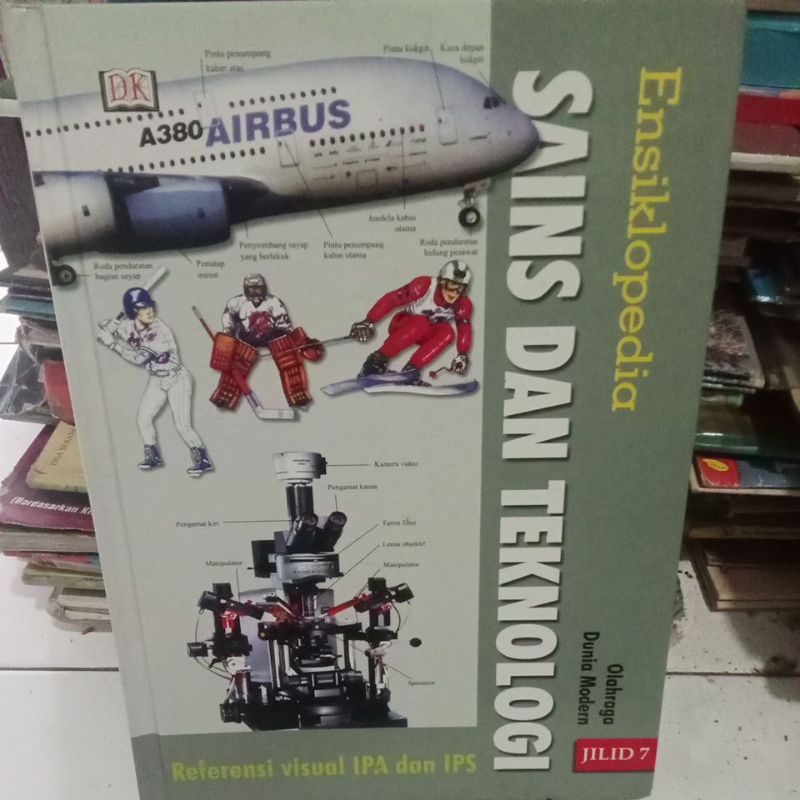 Ensiklopedia
SAINS DAN TEKNOLOGI
DK
A380 AIRBUS
Pintu penumpang
kabin atas
Pintu kokpit
Kaca depan
kokpit
Jendela kabin
utama
Roda pendaratan
bagian sayap
Penutup
mesin
Penyeimbang sayap
yang berlekuk
Pintu penumpang
kabin utama
Roda pendaratan
hidung pesawat
Kamera video
Pengamat kanan
Pengamat kiri
Turret filter
Lensa objektif
Manipulator
Manipulator
Spesimen
Olahraga
Dunia Modern
JILID 7
Referensi visual IPA dan IPS
(Berdasarkan